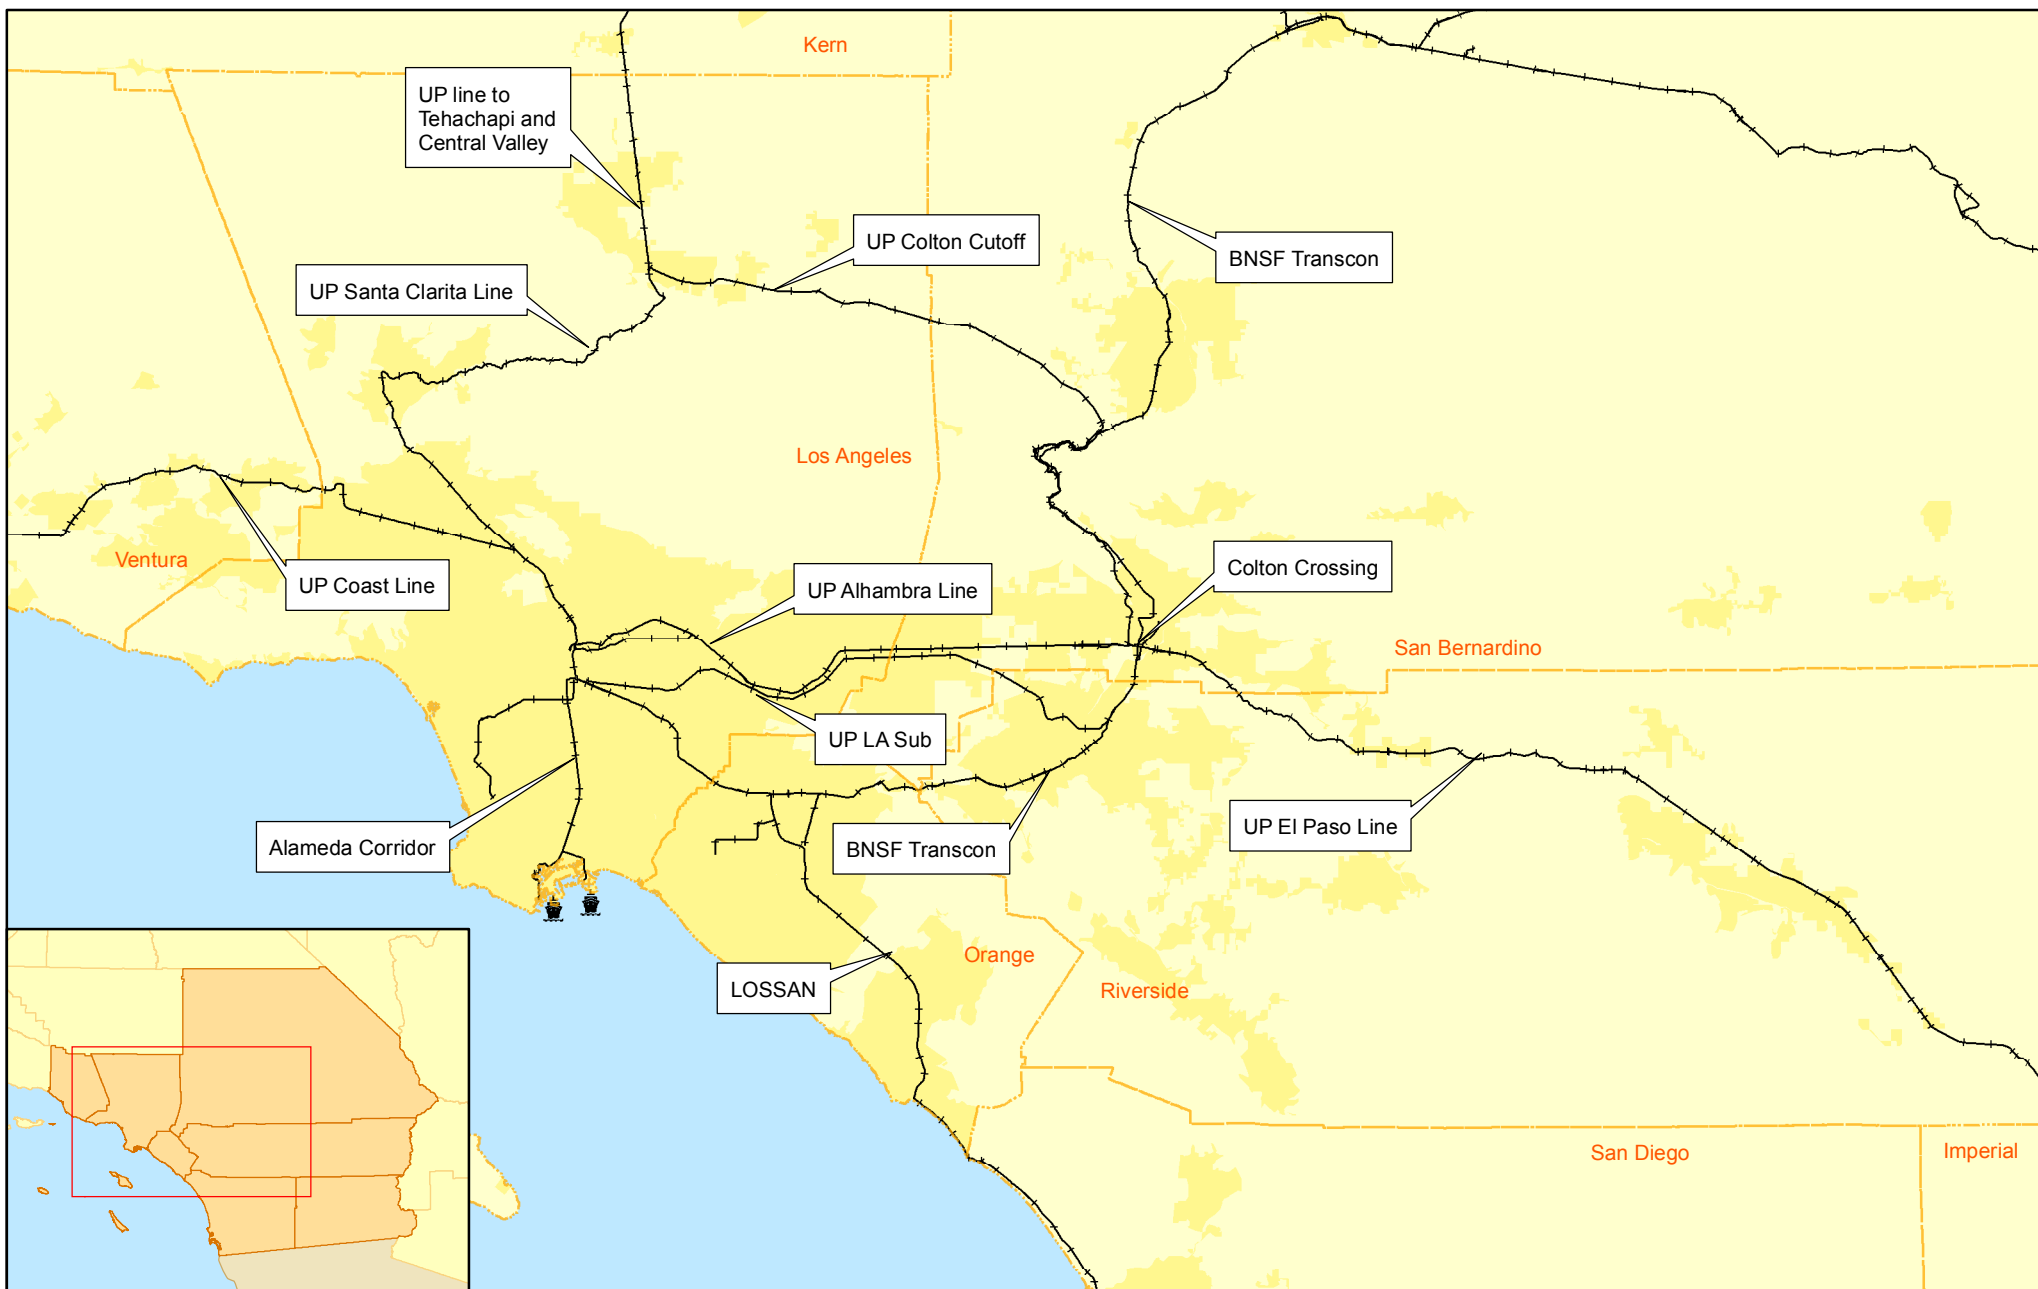 Kern
UP line to
Tehachapi and
Central Valley
UP Colton Cutoff
BNSF Transcon
UP Santa Clarita Line
Los Angeles
Ventura
UP Coast Line
UP Alhambra Line
Colton Crossing
San Bernardino
UP LA Sub
Alameda Corridor
BNSF Transcon
UP El Paso Line
LOSSAN
Orange
Riverside
San Diego
Imperial